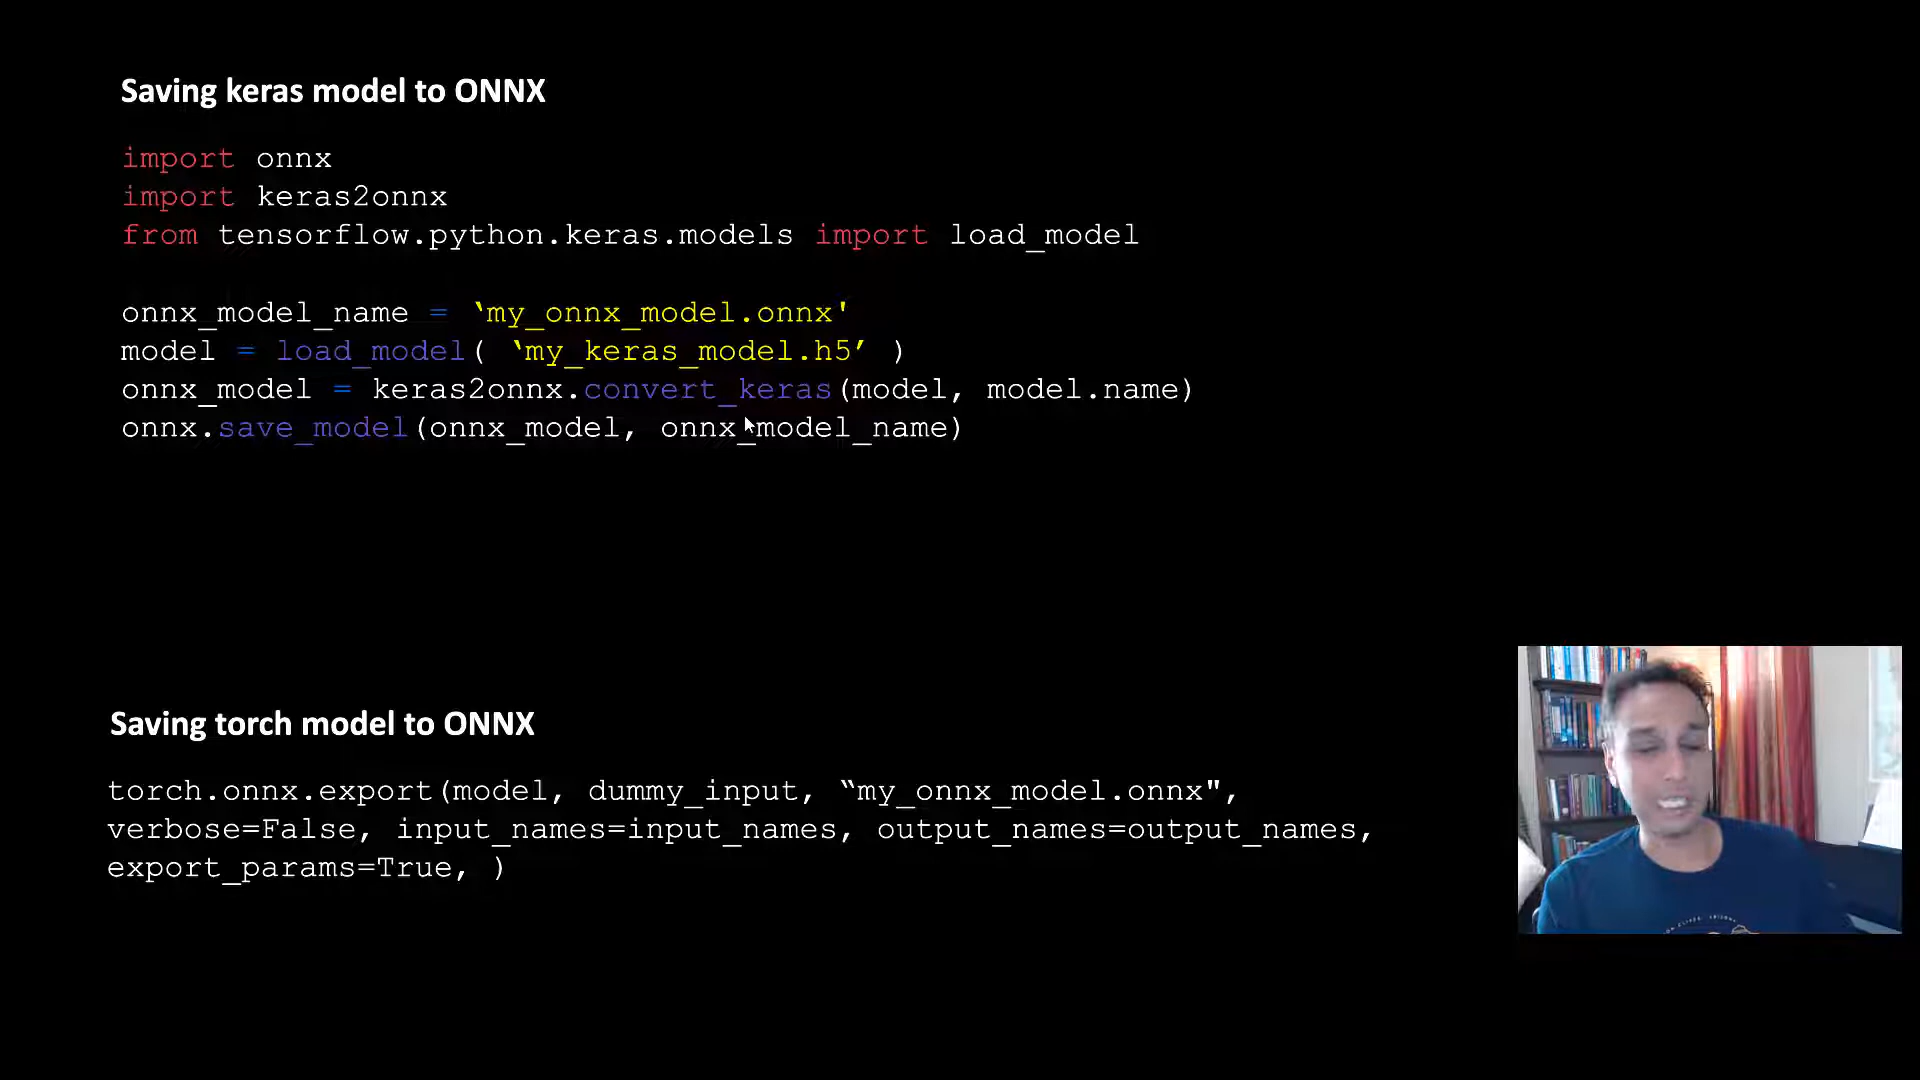 Saving keras model to ONNX
import onnx
import keras2onnx
from tensorflow.python.keras.models import load_model
onnx_model_name = ‘my_onnx_model.onnx'
model = load_model( ‘my_keras_model.h5’ )
onnx_model = keras2onnx.convert_keras(model, model.name)
onnx.save_model(onnx_model, onnx_model_name)
Saving torch model to ONNX
torch.onnx.export(model, dummy_input, “my_onnx_model.onnx",
verbose=False, input_names=input_names, output_names=output_names,
export_params=True, )